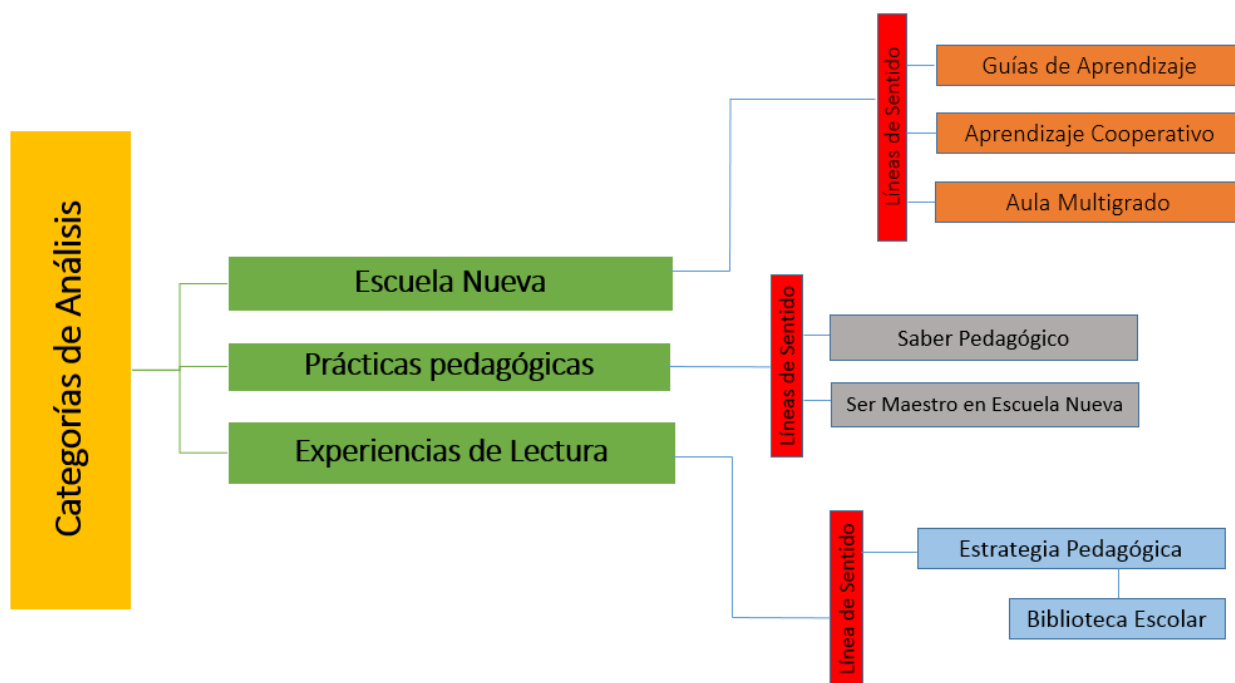 Categorías de Análisis
Escuela Nueva
Líneas de Sentido
Guías de Aprendizaje
Aprendizaje Cooperativo
Aula Multigrado
Prácticas pedagógicas
Líneas de Sentido
Saber Pedagógico
Ser Maestro en Escuela Nueva
Experiencias de Lectura
Línea de Sentido
Estrategia Pedagógica
Biblioteca Escolar